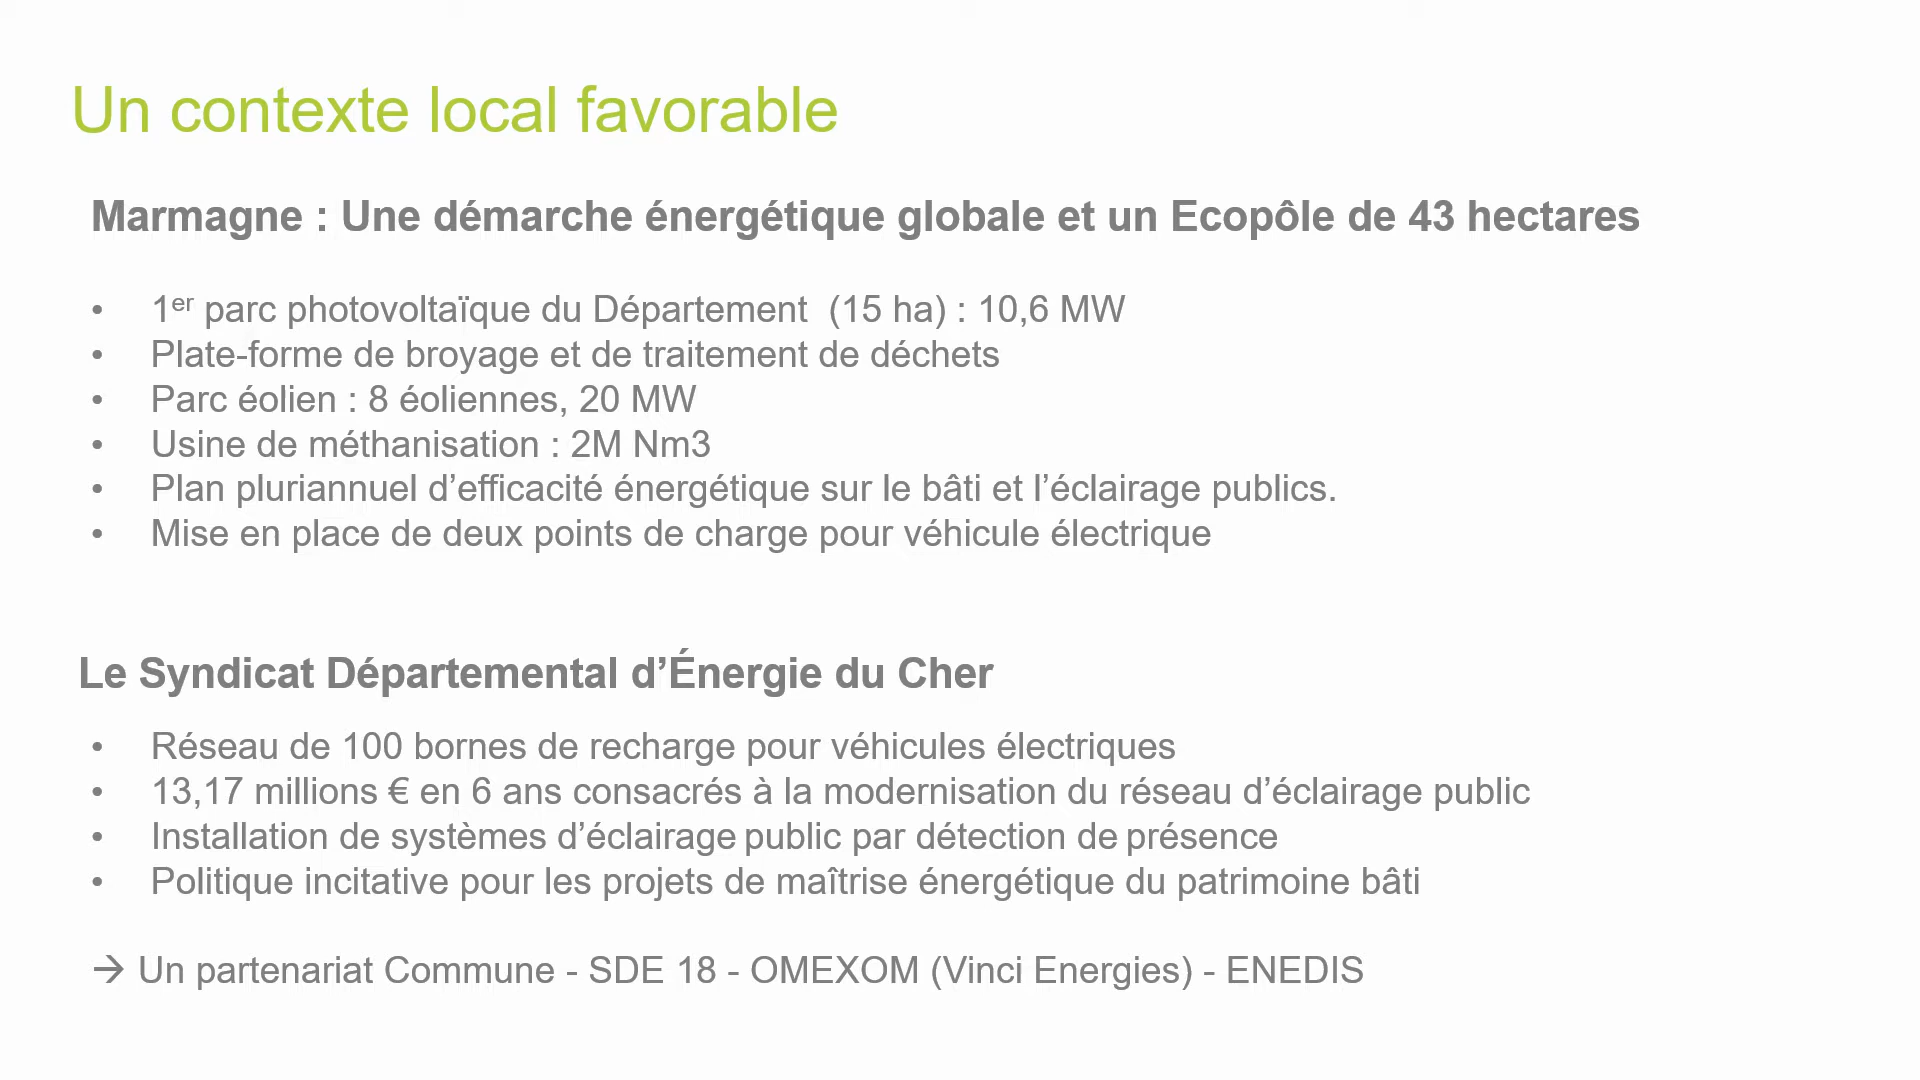 Un contexte local favorable
Marmagne : Une démarche énergétique globale et un Ecopôle de 43 hectares
• 1er parc photovoltaïque du Département (15 ha) : 10,6 MW
• Plate-forme de broyage et de traitement de déchets
• Parc éolien : 8 éoliennes, 20 MW
• Usine de méthanisation : 2M Nm3
• Plan pluriannuel d’efficacité énergétique sur le bâti et l’éclairage publics.
• Mise en place de deux points de charge pour véhicule électrique
Le Syndicat Départemental d’Énergie du Cher
• Réseau de 100 bornes de recharge pour véhicules électriques
• 13,17 millions € en 6 ans consacrés à la modernisation du réseau d’éclairage public
• Installation de systèmes d’éclairage public par détection de présence
• Politique incitative pour les projets de maîtrise énergétique du patrimoine bâti
→ Un partenariat Commune - SDE 18 - OMEXOM (Vinci Energies) - ENEDIS